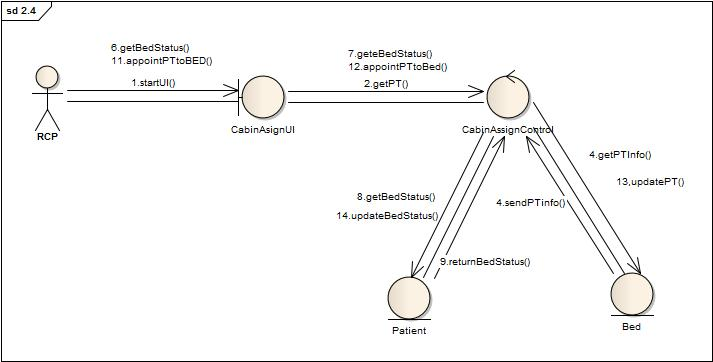 sd 2.4
6.getBedStatus()
11.appointPTtoBED()
1.startUI()
7.geteBedStatus()
12.appointPTtoBed()
2.getPT()
RCP
CabinAsignUI
CabinAssignControl
4.getPTInfo()
13,updatePT()
8.getBedStatus()
14.updateBedStatus()
4.sendPTinfo()
9.returnBedStatus()
Patient
Bed